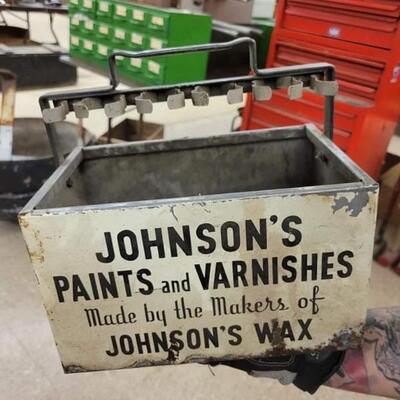 JOHNSON'S
PAINTS and VARNISHES
Made by the Makers of
JOHNSON'S WAX